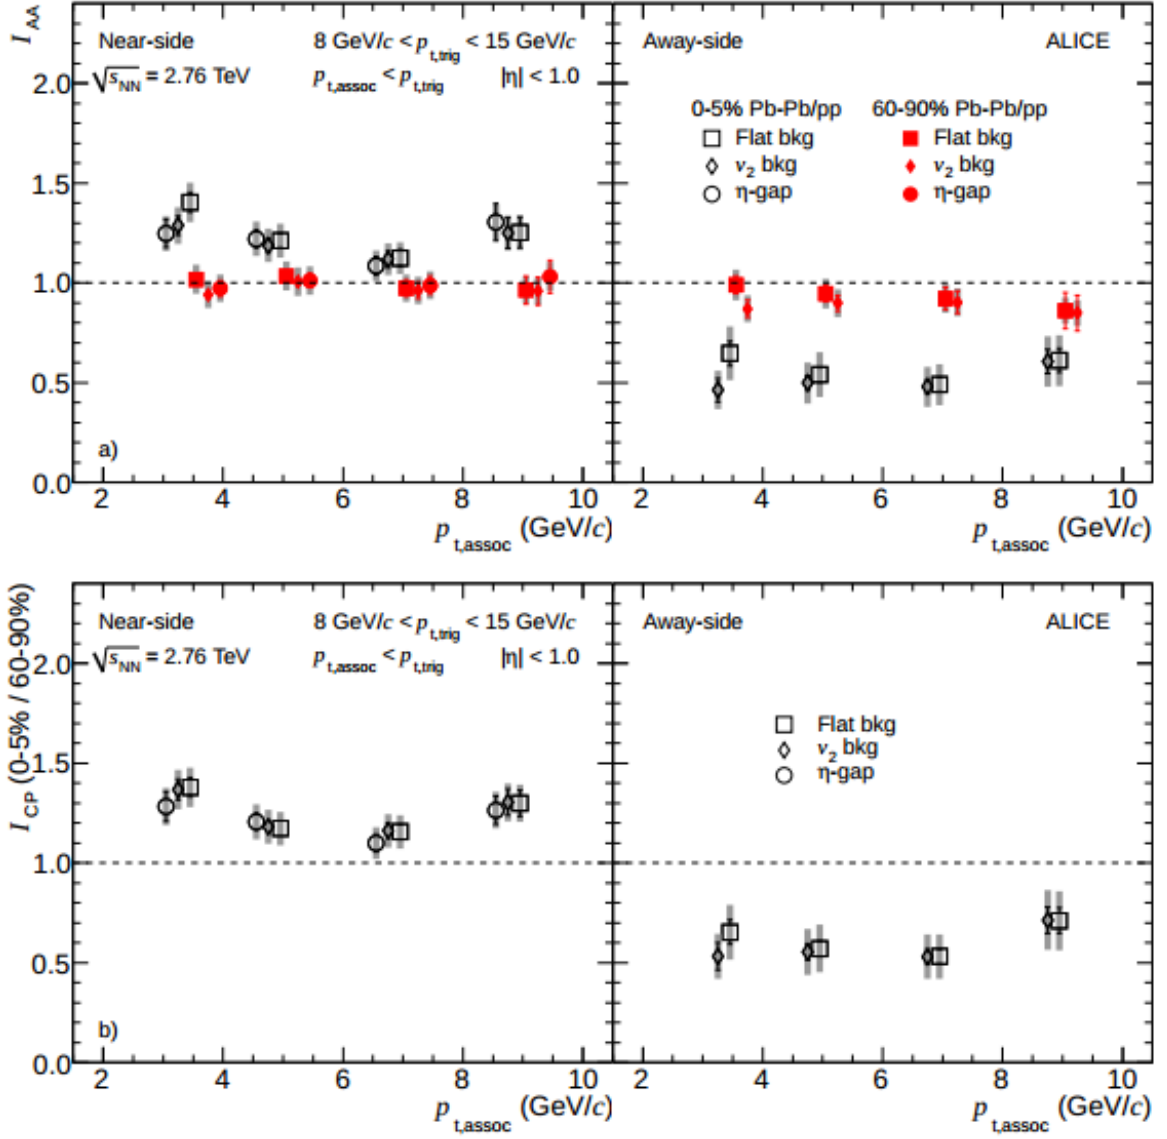 I_AA
Near-side 8 GeV/c < p_t,trig < 15 GeV/c
√s_NN = 2.76 TeV p_t,assoc < p_t,trig |η| < 1.0
2.0
1.5
1.0
0.5
0.0
a)
2 4 6 8 10
p_t,assoc (GeV/c)
Away-side ALICE
0-5% Pb-Pb/pp 60-90% Pb-Pb/pp
Flat bkg Flat bkg
v₂ bkg v₂ bkg
η-gap η-gap
2 4 6 8 10
p_t,assoc (GeV/c)
I_CP (0-5% / 60-90%)
Near-side 8 GeV/c < p_t,trig < 15 GeV/c
√s_NN = 2.76 TeV p_t,assoc < p_t,trig |η| < 1.0
2.0
1.5
1.0
0.5
0.0
b)
2 4 6 8 10
p_t,assoc (GeV/c)
Away-side ALICE
Flat bkg
v₂ bkg
η-gap
2 4 6 8 10
p_t,assoc (GeV/c)